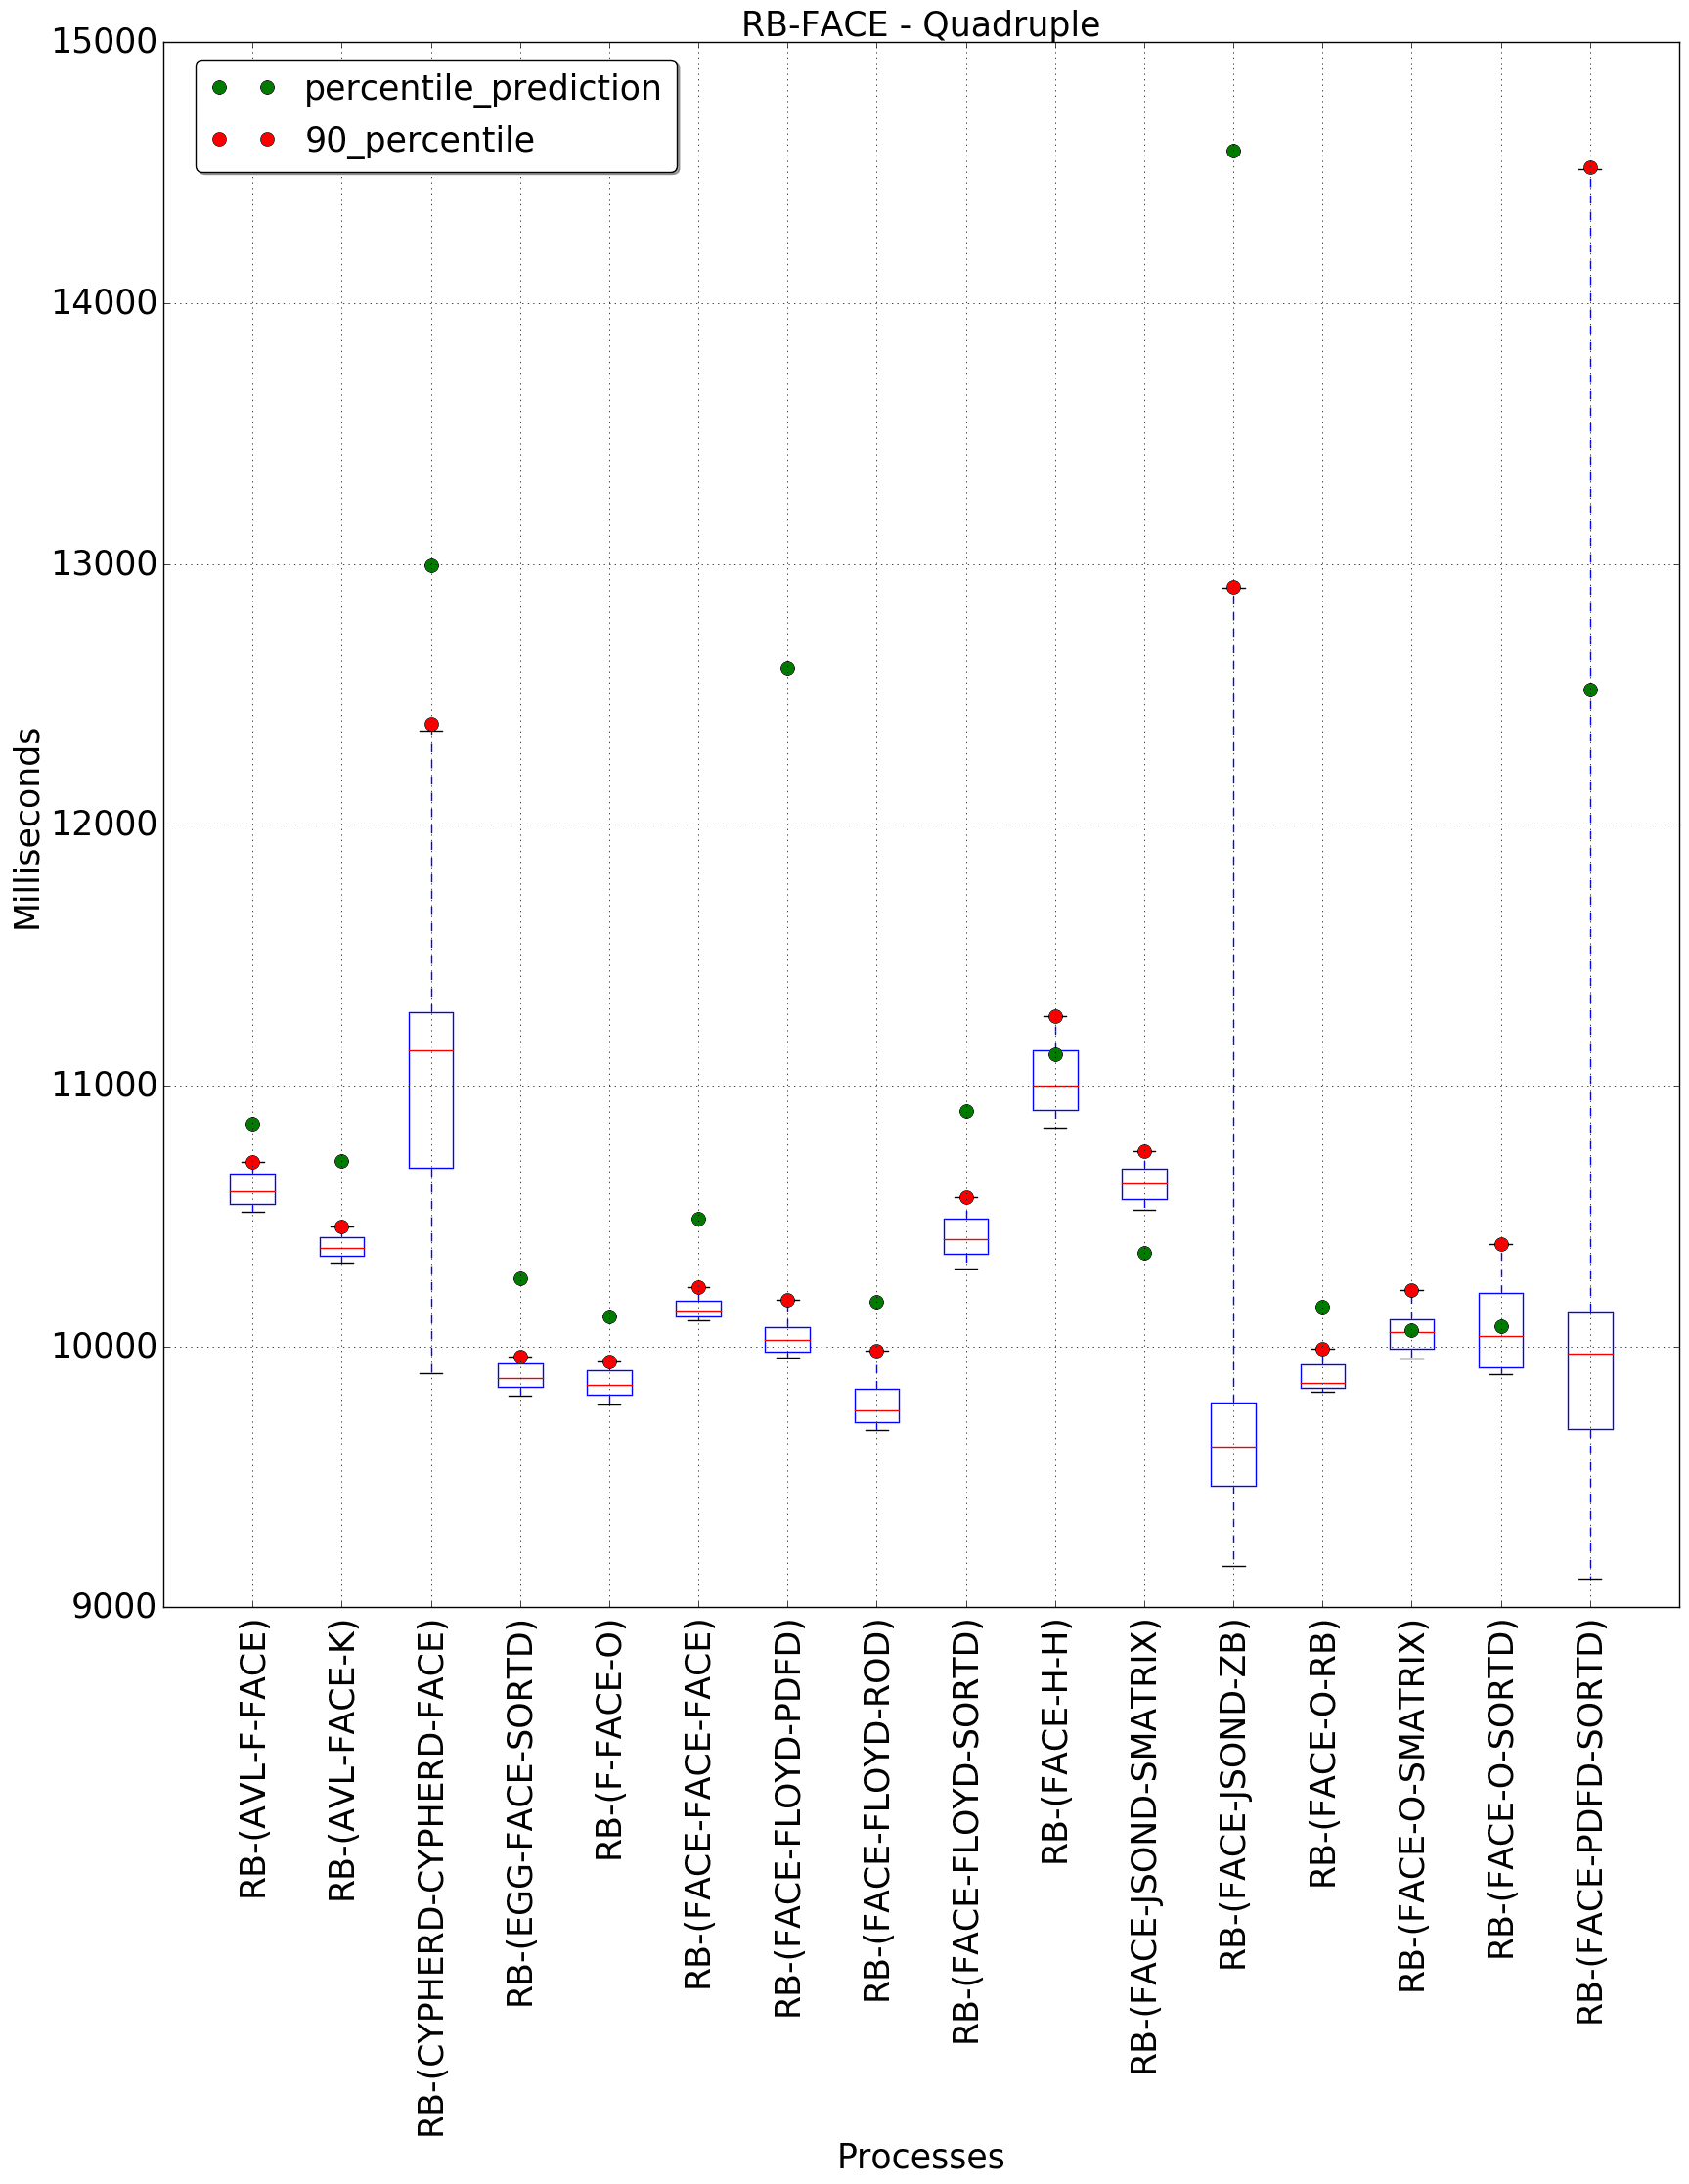 RB-FACE - Quadruple
percentile_prediction
90_percentile
15000
14000
13000
12000
11000
10000
9000
Milliseconds
RB-(AVL-F-FACE)
RB-(AVL-FACE-K)
RB-(CYPHERD-CYPHERD-FACE)
RB-(EGG-FACE-SORTD)
RB-(F-FACE-O)
RB-(FACE-FACE-FACE)
RB-(FACE-FLOYD-PDFD)
RB-(FACE-FLOYD-ROD)
RB-(FACE-FLOYD-SORTD)
RB-(FACE-H-H)
RB-(FACE-JSOND-SMATRIX)
RB-(FACE-JSOND-ZB)
RB-(FACE-O-RB)
RB-(FACE-O-SMATRIX)
RB-(FACE-O-SORTD)
RB-(FACE-PDFD-SORTD)
Processes